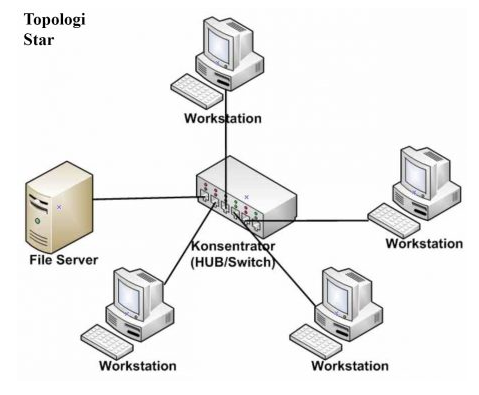 Topologi
Star
Workstation
Workstation
File Server
Konsentrator
(HUB/Switch)
Workstation
Workstation